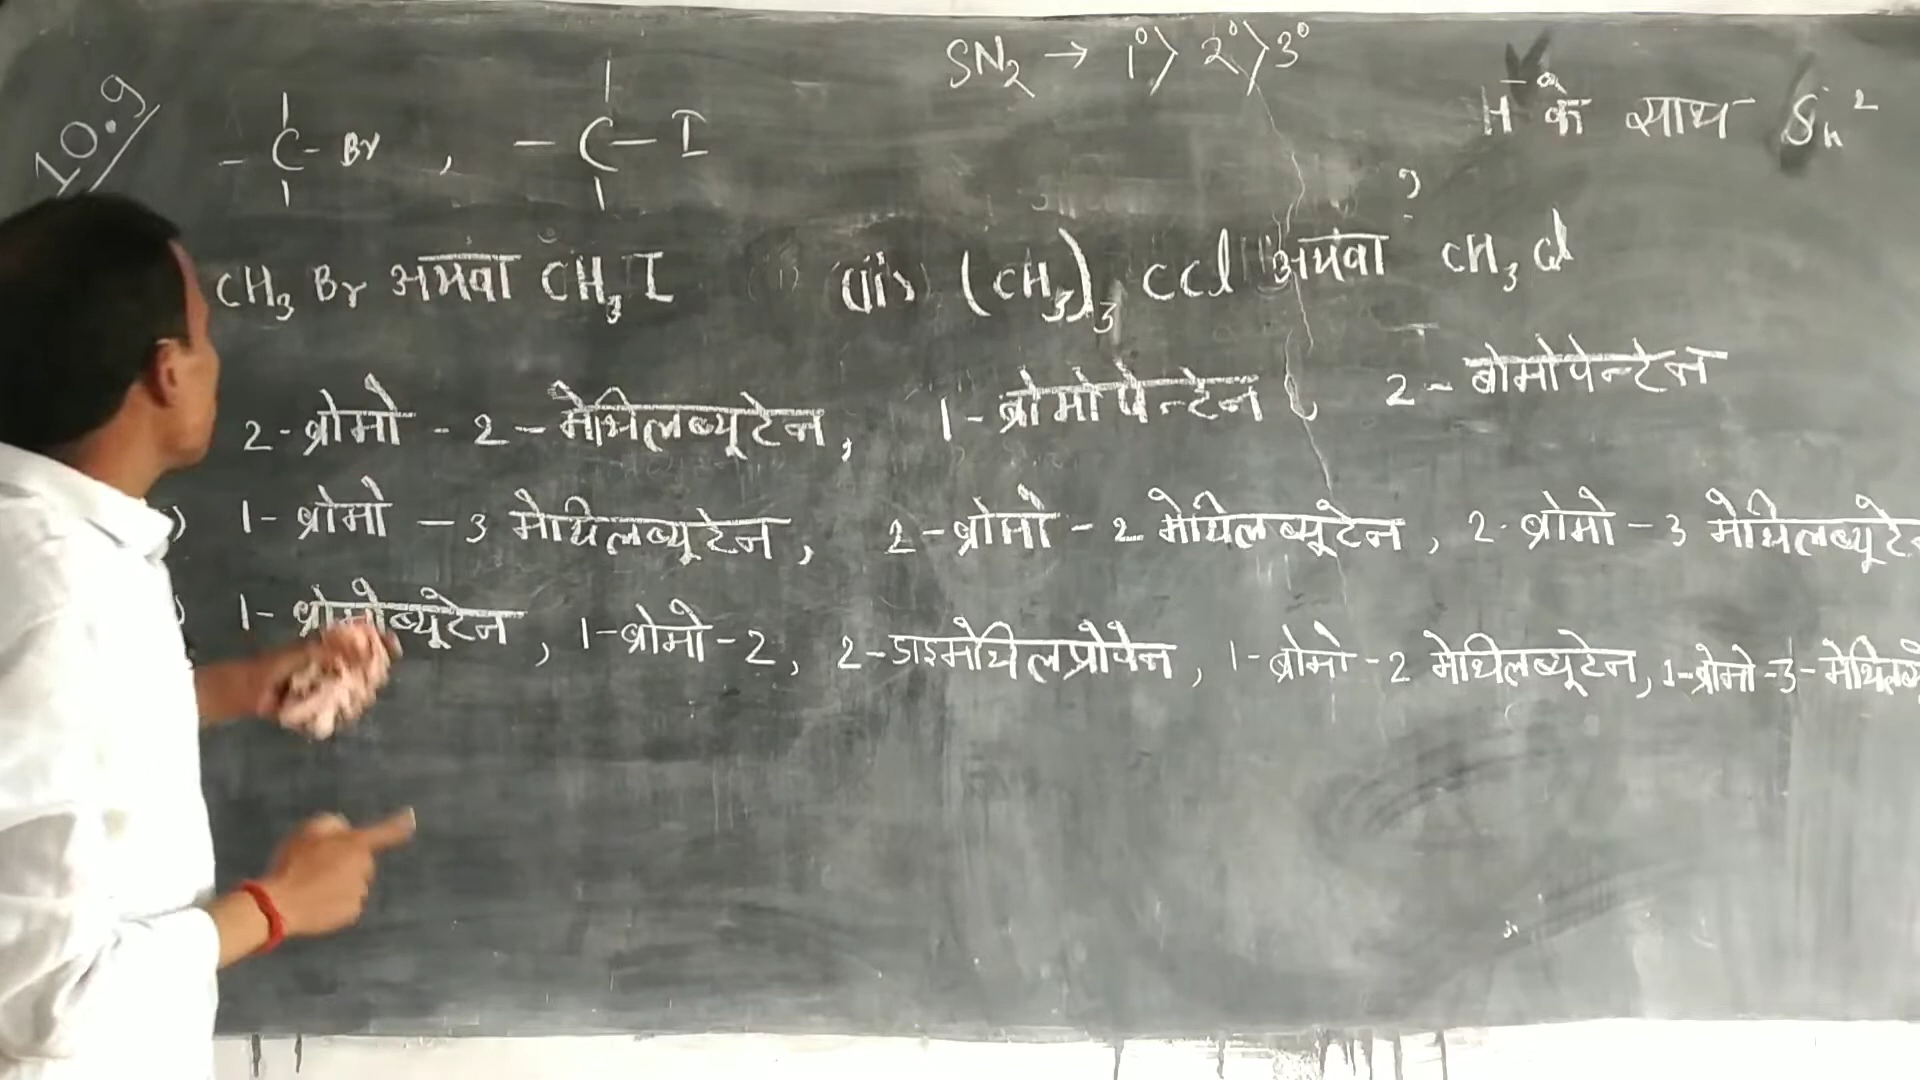 10.9
SN2 → 1° > 2° > 3°
– C – Br , – C – I
के साथ
CH3 Br अथवा CH3 I (ii) (CH3)3 CCl अथवा CH3 Cl ?
2-ब्रोमो - 2 - मेथिलब्यूटेन, 1-ब्रोमोपेन्टेन, 2 - ब्रोमोपेन्टेन
1- ब्रोमो - 3 मेथिलब्यूटेन, 2-ब्रोमो - 2 मेथिलब्यूटेन, 2- ब्रोमो - 3
1- ब्रोमोब्यूटेन, 1-ब्रोमो-2, 2-डाइमेथिलप्रोपेन, 1-ब्रोमो -2 मेथिलब्यूटेन, 1-ब्रोमो -3-